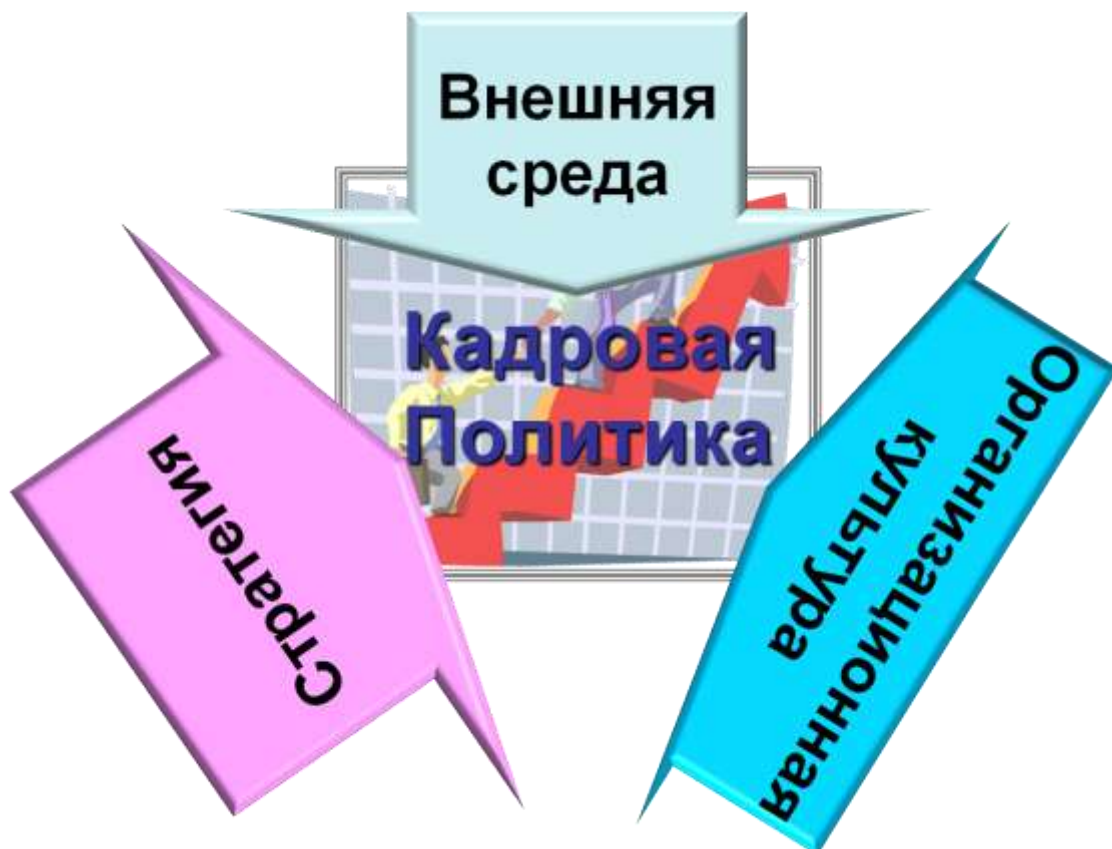 Внешняя
среда
Кадровая
Политика
Стратегия
Организационная
культура